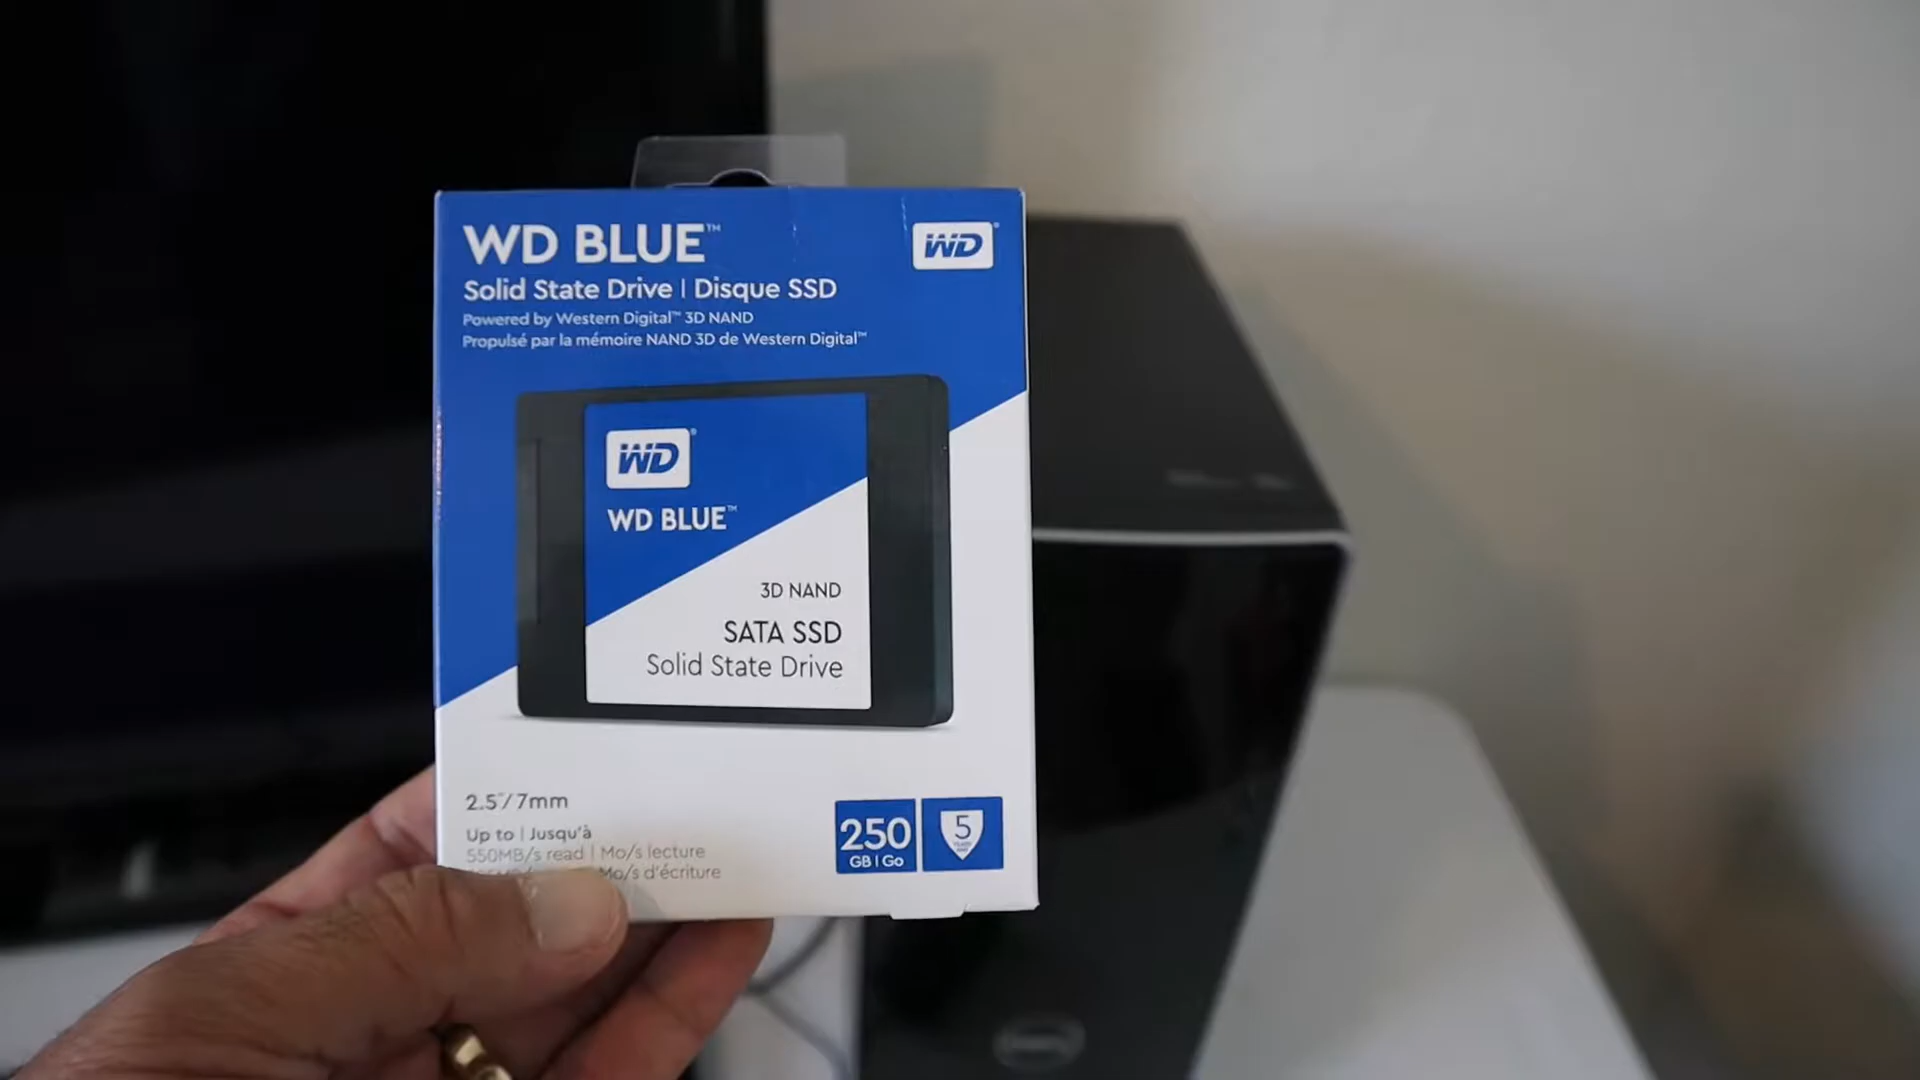 WD BLUE™
WD®
Solid State Drive | Disque SSD
Powered by Western Digital™ 3D NAND
Propulsé par la mémoire NAND 3D de Western Digital™
WD®
WD BLUE™
3D NAND
SATA SSD
Solid State Drive
2.5"/7mm
Up to | Jusqu'à
550MB/s read | Mo/s lecture
Mo/s d'écriture
250
GB | Go
5